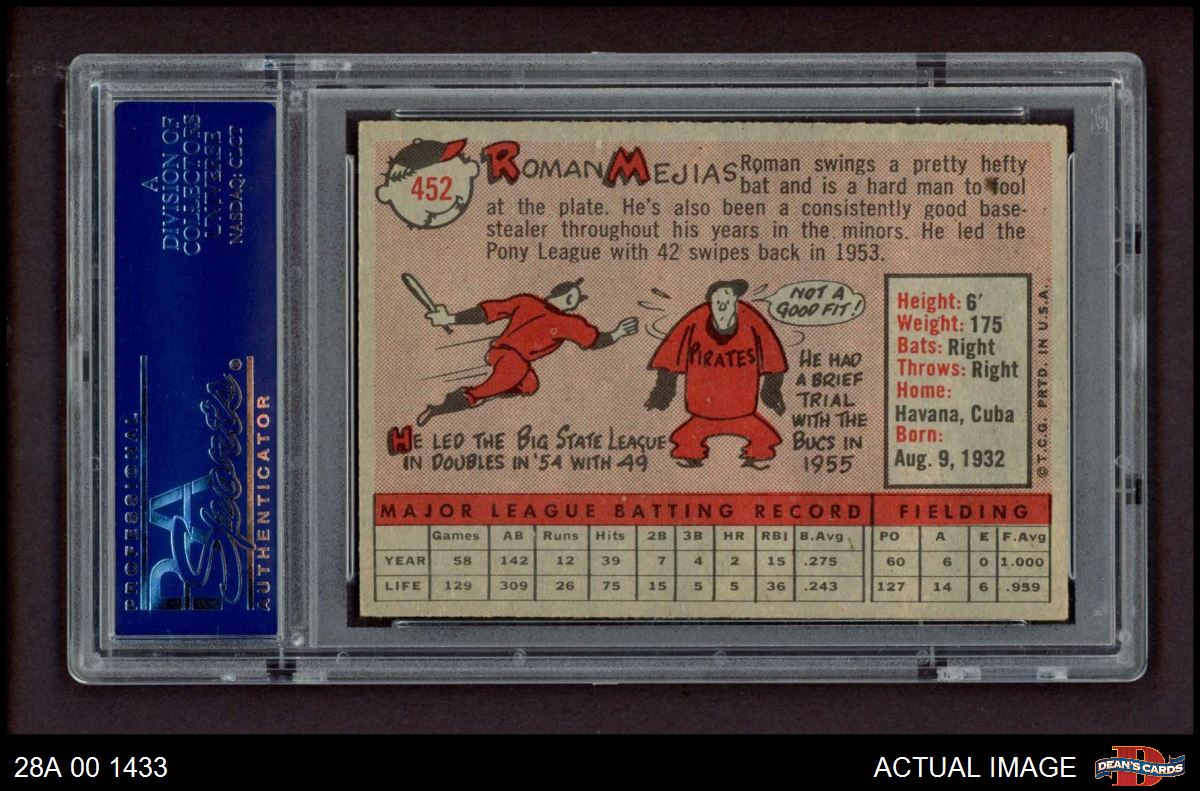 A
DIVISION OF
COLLECTORS
UNIVERSE
NASDAQ: CLCT
PROFESSIONAL
PSA
Sports
®
AUTHENTICATOR
452
ROMAN MEJIAS
Roman swings a pretty hefty
bat and is a hard man to fool
at the plate. He's also been a consistently good base-
stealer throughout his years in the minors. He led the
Pony League with 42 swipes back in 1953.
HE LED THE BIG STATE LEAGUE
IN DOUBLES IN '54 WITH 49
PIRATES
NOT A
GOOD FIT!
HE HAD
A BRIEF
TRIAL
WITH THE
BUCS IN
1955
Height: 6'
Weight: 175
Bats: Right
Throws: Right
Home:
Havana, Cuba
Born:
Aug. 9, 1932
© T.C.G. PRTD. IN U.S.A.
MAJOR LEAGUE BATTING RECORD FIELDING
Games AB Runs Hits 2B 3B HR RBI B.Avg PO A E F.Avg
YEAR 58 142 12 39 7 4 2 15 .275 60 6 0 1.000
LIFE 129 309 26 75 15 5 5 36 .243 127 14 6 .959
28A 00 1433
ACTUAL IMAGE
DEAN'S CARDS